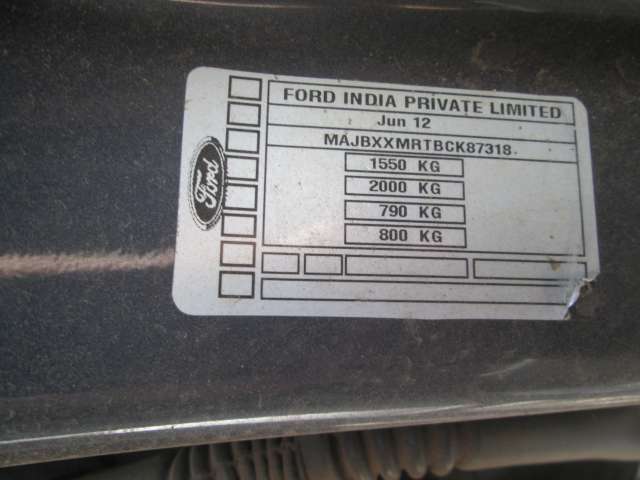 FORD INDIA PRIVATE LIMITED
Jun 12
MAJBXXMRTBCK87318
1550 KG
2000 KG
790 KG
800 KG
Ford